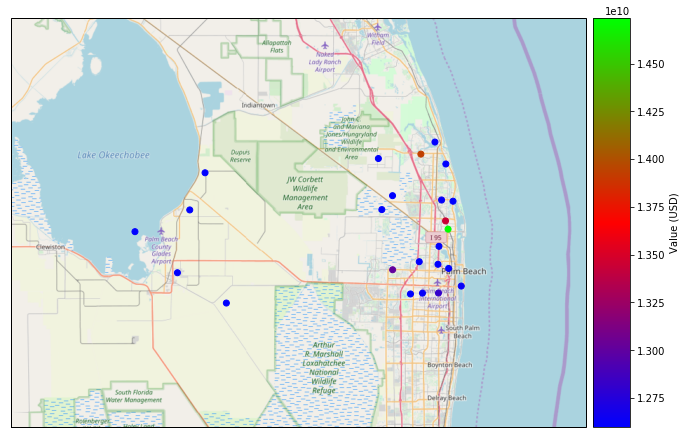 1e10
Witham
Field
Allapattah
Flats
Naked
Lady Ranch
Airport
Indiantown
John C
and Mariana
Jones/Hungryland
Wildlife
and Environmental
Area
Lake Okeechobee
Dupuis
Reserve
JW Corbett
Wildlife
Management
Area
Clewiston
Palm Beach
County
Glades
Airport
I 95
Palm Beach
International
Airport
South Palm
Beach
Arthur
R. Marshall
Loxahatchee
National
Wildlife
Refuge
Boynton Beach
South Florida
Water Management
Delray Beach
1.450
1.425
1.400
1.375
1.350
1.325
1.300
1.275
Value (USD)